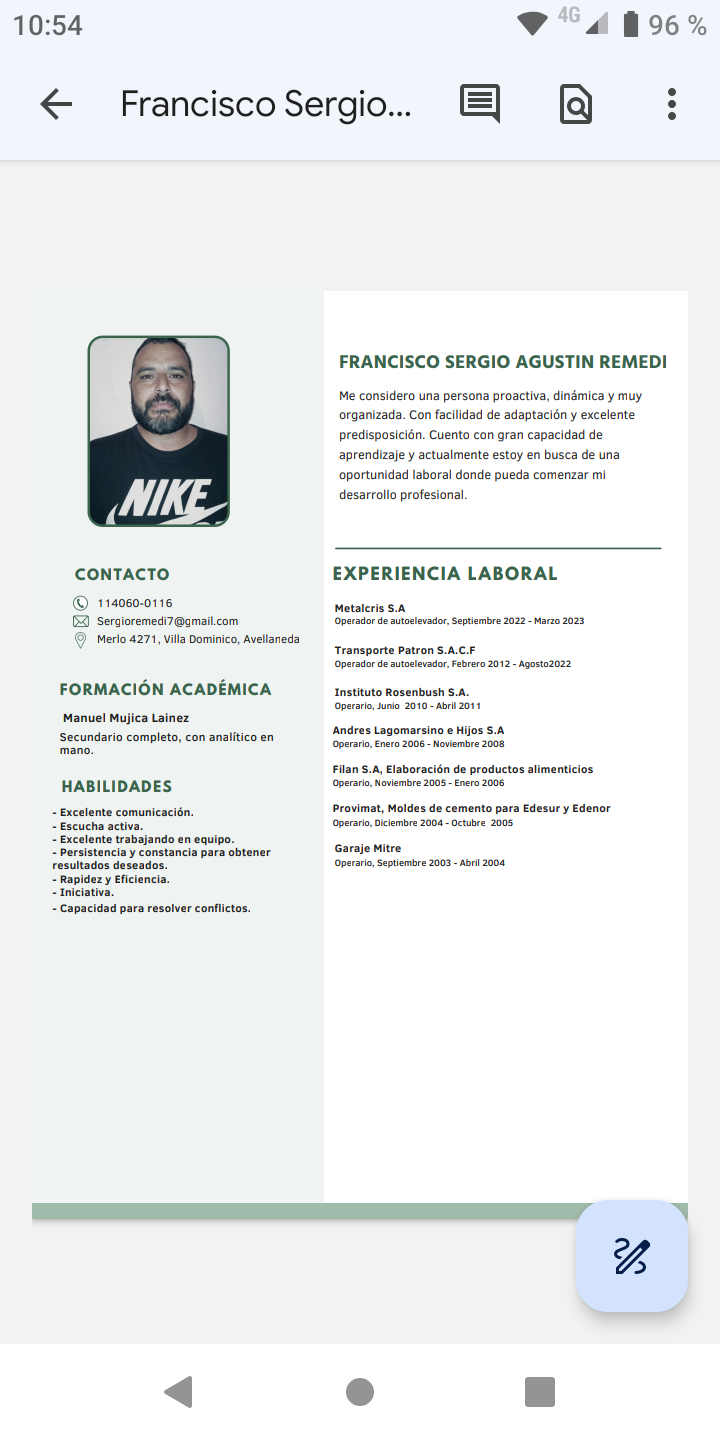 10:54
4G
96 %
Francisco Sergio...
NIKE
CONTACTO
114060-0116
Sergioremedi7@gmail.com
Merlo 4271, Villa Dominico, Avellaneda
FORMACIÓN ACADÉMICA
Manuel Mujica Lainez
Secundario completo, con analítico en
mano.
HABILIDADES
- Excelente comunicación.
- Escucha activa.
- Excelente trabajando en equipo.
- Persistencia y constancia para obtener
resultados deseados.
- Rapidez y Eficiencia.
- Iniciativa.
- Capacidad para resolver conflictos.
FRANCISCO SERGIO AGUSTIN REMEDI
Me considero una persona proactiva, dinámica y muy
organizada. Con facilidad de adaptación y excelente
predisposición. Cuento con gran capacidad de
aprendizaje y actualmente estoy en busca de una
oportunidad laboral donde pueda comenzar mi
desarrollo profesional.
EXPERIENCIA LABORAL
Metalcris S.A
Operador de autoelevador, Septiembre 2022 - Marzo 2023
Transporte Patron S.A.C.F
Operador de autoelevador, Febrero 2012 - Agosto2022
Instituto Rosenbush S.A.
Operario, Junio 2010 - Abril 2011
Andres Lagomarsino e Hijos S.A
Operario, Enero 2006 - Noviembre 2008
Filan S.A, Elaboración de productos alimenticios
Operario, Noviembre 2005 - Enero 2006
Provimat, Moldes de cemento para Edesur y Edenor
Operario, Diciembre 2004 - Octubre 2005
Garaje Mitre
Operario, Septiembre 2003 - Abril 2004